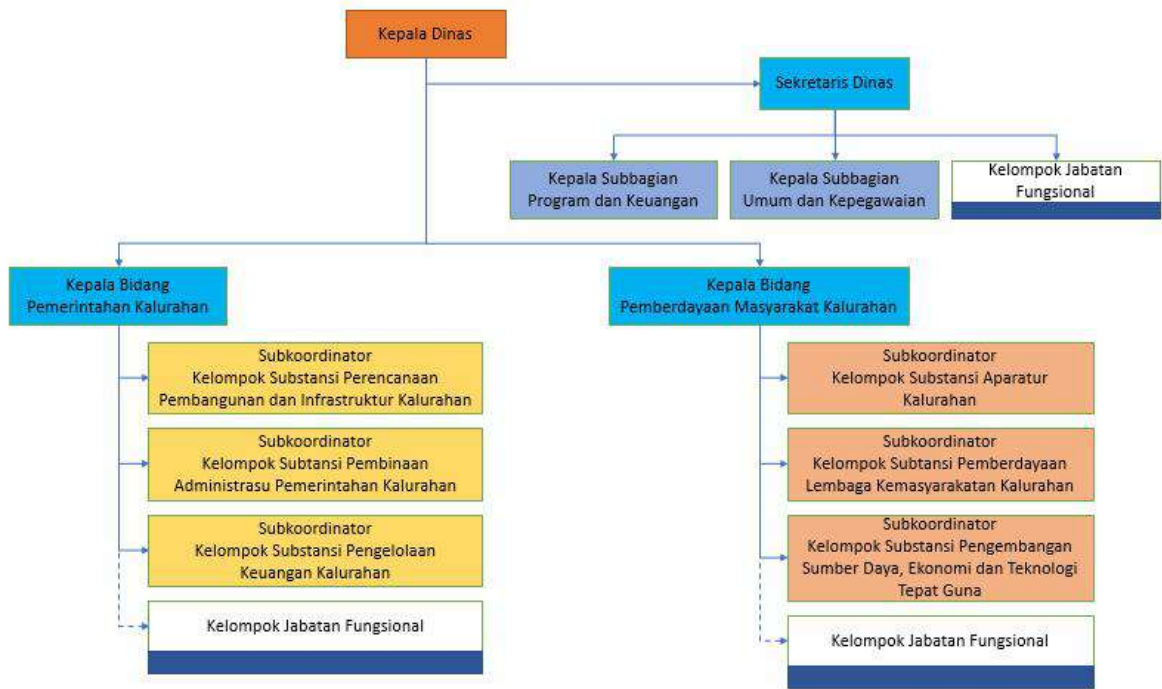 Kepala Dinas
Sekretaris Dinas
Kepala Subbagian
Program dan Keuangan
Kepala Subbagian
Umum dan Kepegawaian
Kelompok Jabatan
Fungsional
Kepala Bidang
Pemerintahan Kalurahan
Kepala Bidang
Pemberdayaan Masyarakat Kalurahan
Subkoordinator
Kelompok Substansi Perencanaan
Pembangunan dan Infrastruktur Kalurahan
Subkoordinator
Kelompok Subtansi Pembinaan
Administrasu Pemerintahan Kalurahan
Subkoordinator
Kelompok Substansi Pengelolaan
Keuangan Kalurahan
Kelompok Jabatan Fungsional
Subkoordinator
Kelompok Substansi Aparatur
Kalurahan
Subkoordinator
Kelompok Subtansi Pemberdayaan
Lembaga Kemasyarakatan Kalurahan
Subkoordinator
Kelompok Substansi Pengembangan
Sumber Daya, Ekonomi dan Teknologi
Tepat Guna
Kelompok Jabatan Fungsional